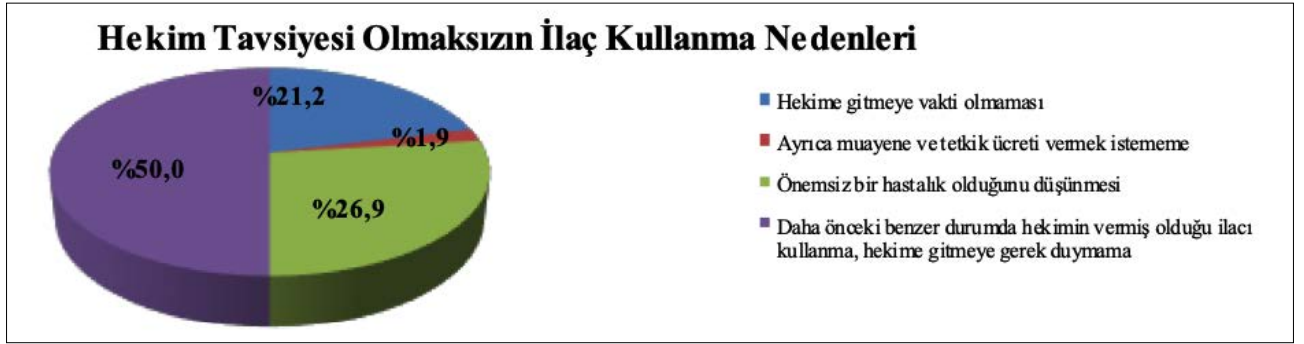 Hekim Tavsiyesi Olmaksızın İlaç Kullanma Nedenleri
%21,2
%1,9
%50,0
%26,9
Hekime gitmeye vakti olmaması
Ayrıca muayene ve tetkik ücreti vermek istememe
Önemsiz bir hastalık olduğunu düşünmesi
Daha önceki benzer durumda hekimin vermiş olduğu ilacı
kullanma, hekime gitmeye gerek duymama